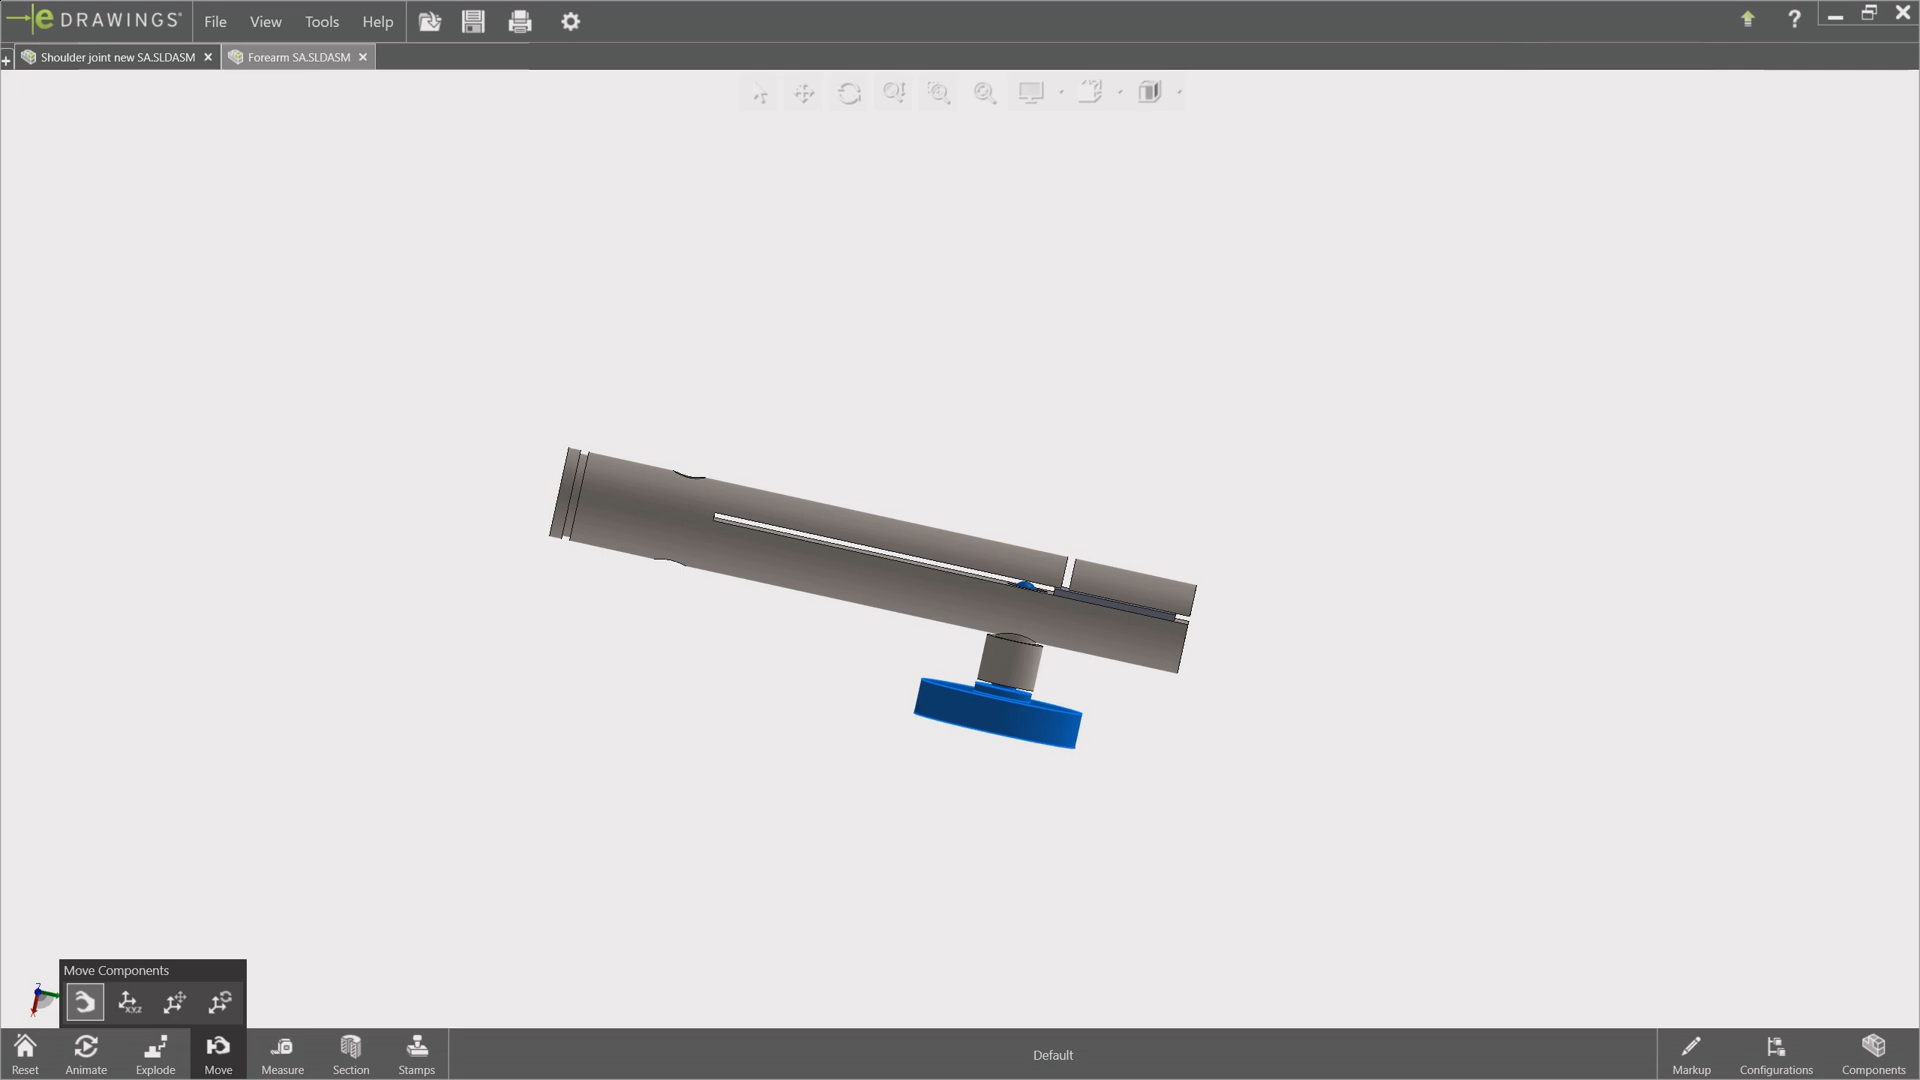 eDRAWINGS® File View Tools Help
Shoulder joint new SA.SLDASM Forearm SA.SLDASM
Move Components
Z
X
X,Y,Z
Reset Animate Explode Move Measure Section Stamps Default Markup Configurations Components